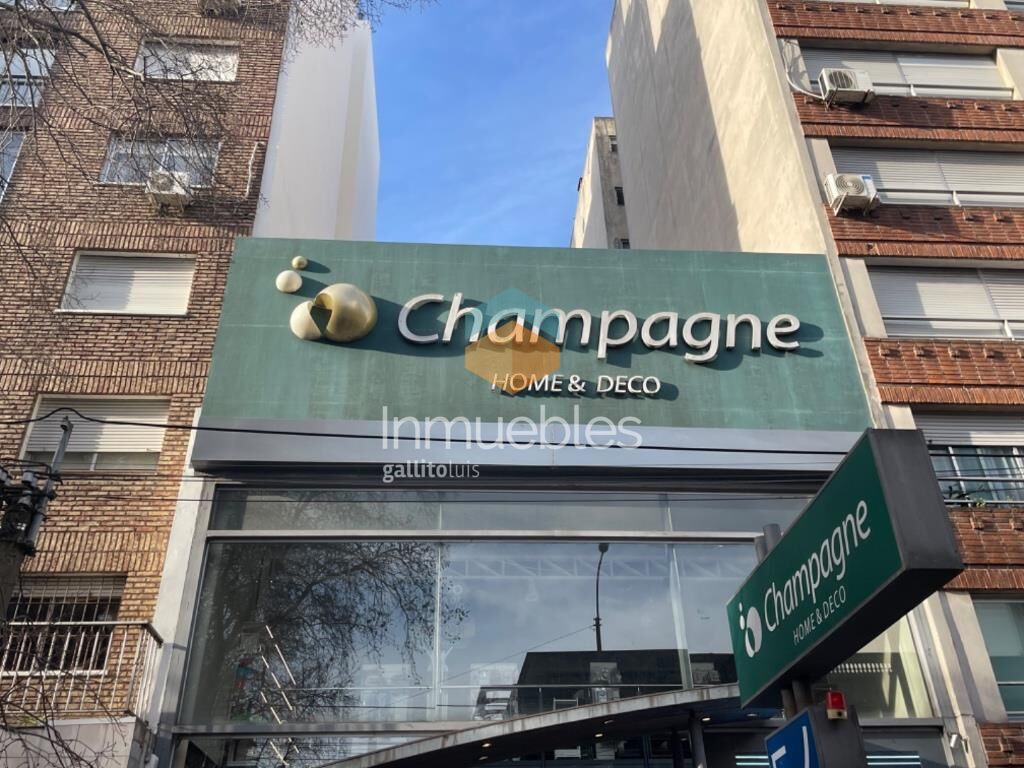 Champagne
HOME & DECO
Inmuebles
gallitoluis
Champagne
HOME & DECO